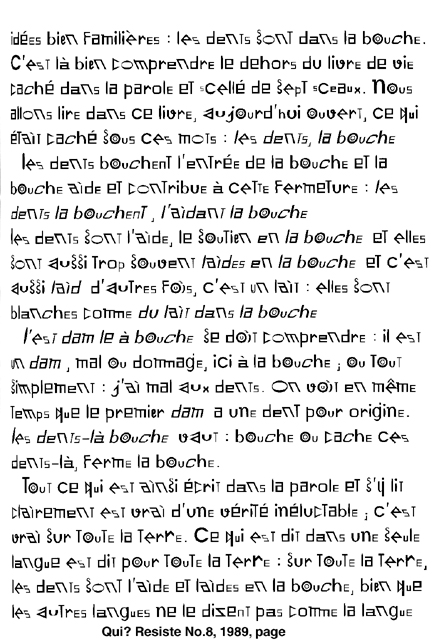 idées bien familières : les dents sont dans la bouche.
C'est là bien comprendre le dehors du livre de vie
caché dans la parole et scellé de sept sceaux. Nous
allons lire dans ce livre, aujourd'hui ouvert, ce qui
était caché sous ces mots : les dents, la bouche
les dents bouchent l'entrée de la bouche et la
bouche aide et contribue à cette fermeture : les
dents la bouchent , l'aidant la bouche
les dents sont l'aide, le soutien en la bouche et elles
sont aussi trop souvent laides en la bouche et c'est
aussi laid d'autres fois, c'est un lait : elles sont
blanches comme du lait dans la bouche
l'est dam le à bouche se doit comprendre : il est
un dam , mal ou dommage, ici à la bouche ; ou tout
simplement : j'ai mal aux dents. On voit en même
temps que le premier dam a une dent pour origine.
les dents-là bouche vaut : bouche ou cache ces
dents-là, ferme la bouche.
Tout ce qui est ainsi écrit dans la parole et s'y lit
clairement est vrai d'une vérité inéluctable ; c'est
vrai sur toute la terre. Ce qui est dit dans une seule
langue est dit pour toute la terre : sur toute la terre,
les dents sont l'aide et laides en la bouche, bien que
les autres langues ne le disent pas comme la langue
Qui? Resiste No.8, 1989, page